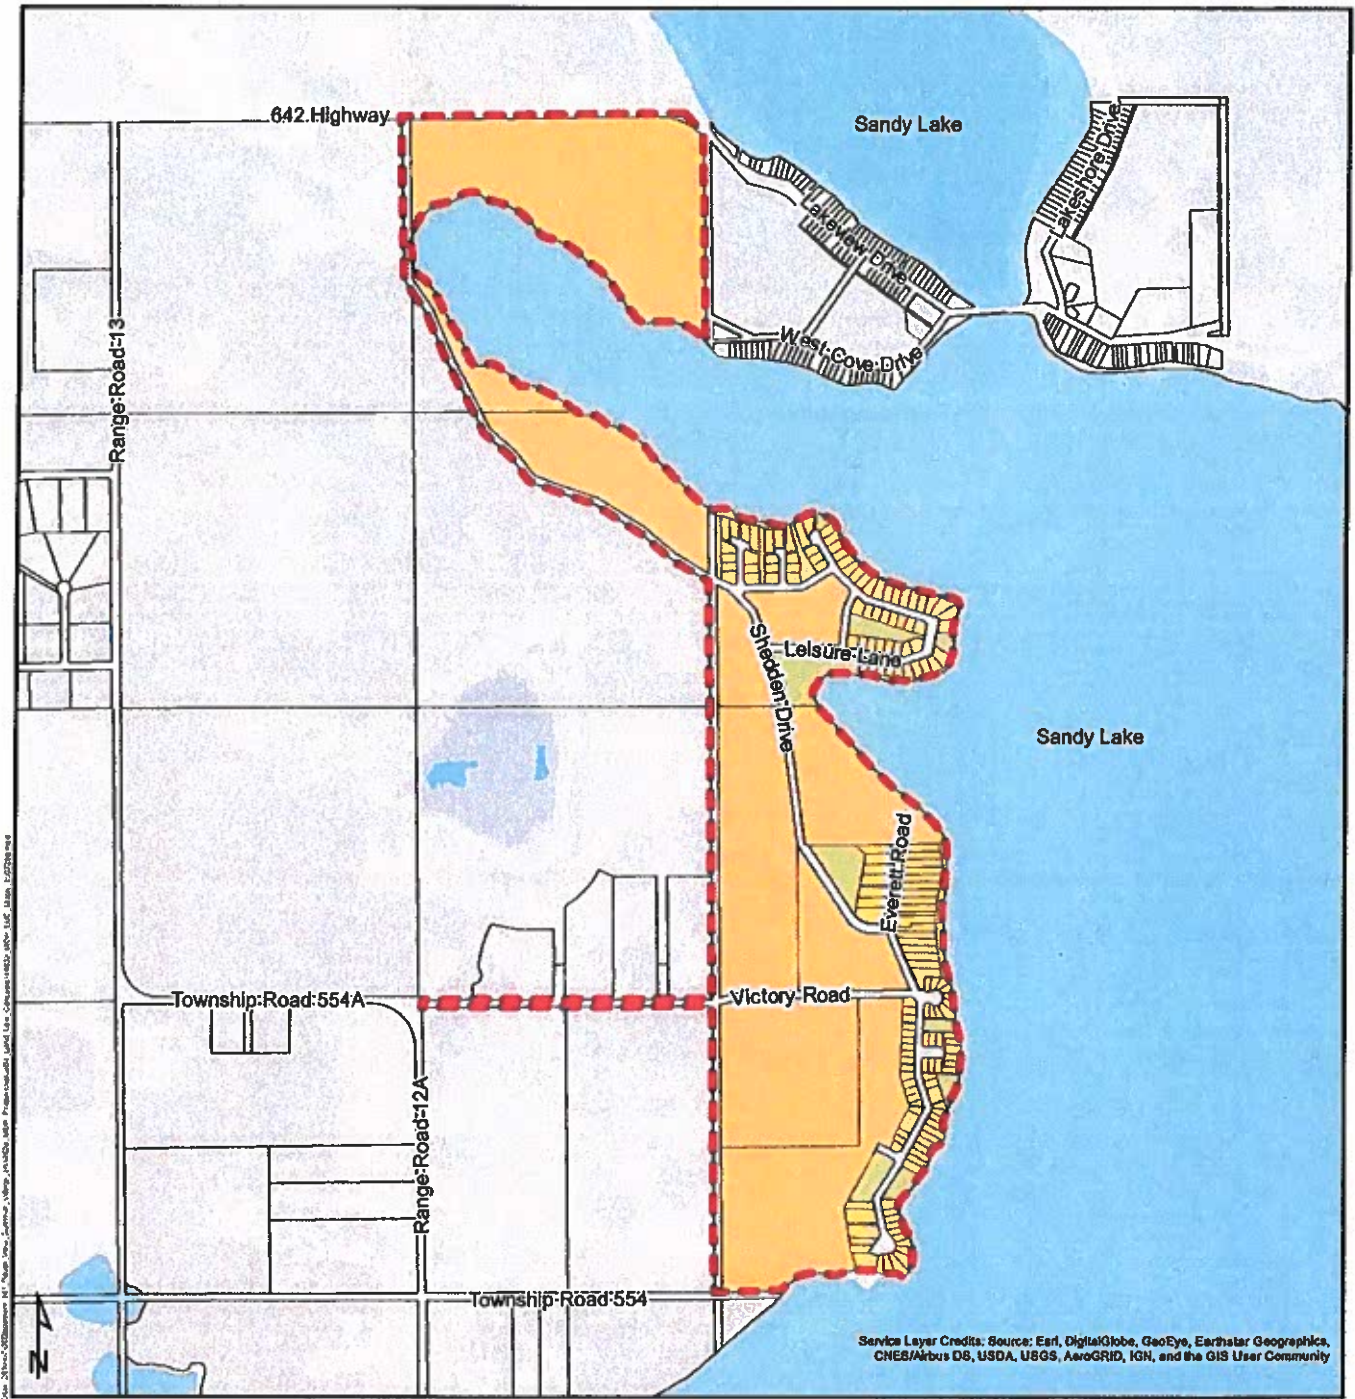 642 Highway
Sandy Lake
Lakeshore Drive
Lakeview Drive
West Cove Drive
Range Road 13
Shedden Drive
Leisure Lane
Sandy Lake
Everett Road
Township Road 554A
Victory Road
Range Road 12A
Township Road 554
N
Service Layer Credits: Source: Esri, DigitalGlobe, GeoEye, Earthstar Geographics,
CNES/Airbus DS, USDA, USGS, AeroGRID, IGN, and the GIS User Community